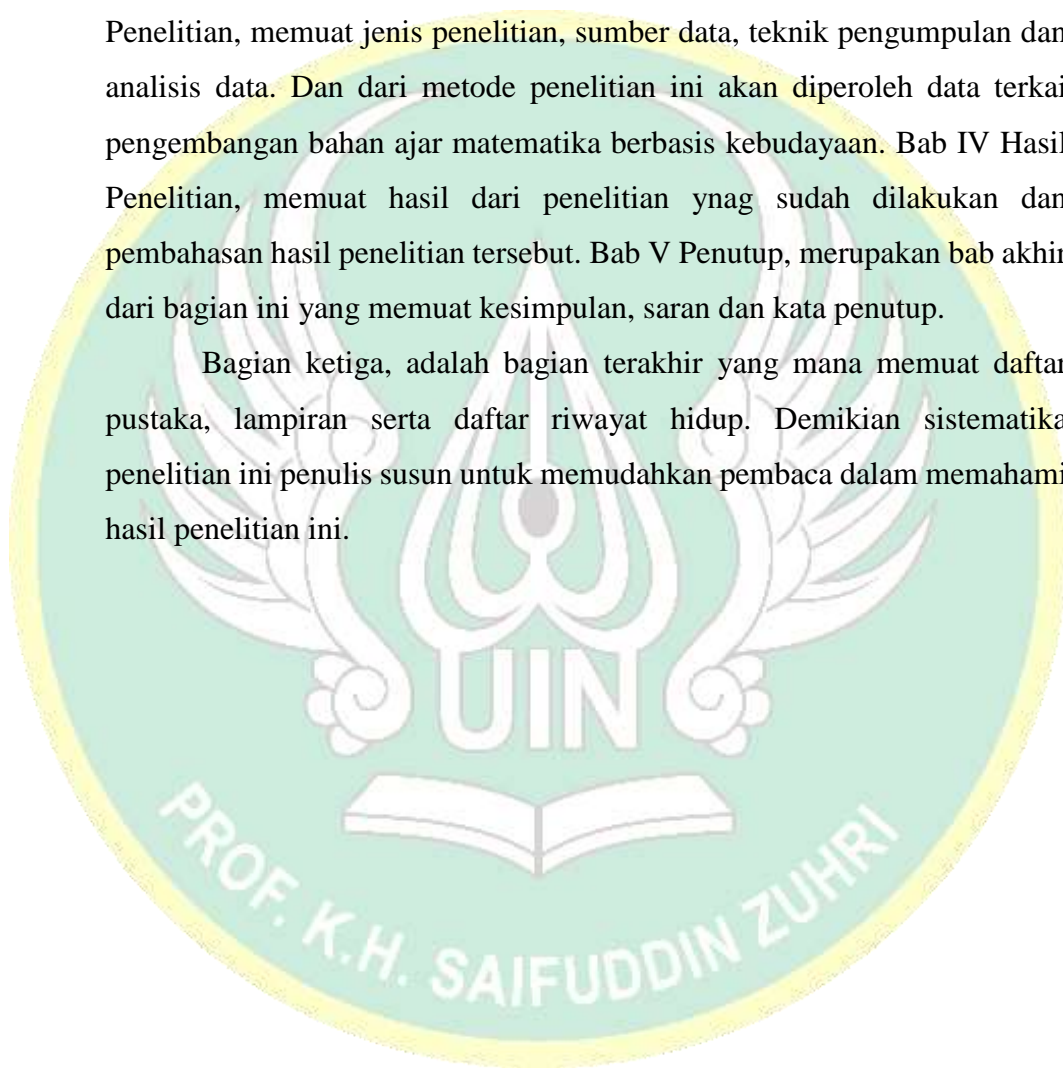 Penelitian, memuat jenis penelitian, sumber data, teknik pengumpulan dan
analisis data. Dan dari metode penelitian ini akan diperoleh data terkai
pengembangan bahan ajar matematika berbasis kebudayaan. Bab IV Hasil
Penelitian, memuat hasil dari penelitian ynag sudah dilakukan dan
pembahasan hasil penelitian tersebut. Bab V Penutup, merupakan bab akhir
dari bagian ini yang memuat kesimpulan, saran dan kata penutup.
Bagian ketiga, adalah bagian terakhir yang mana memuat daftar
pustaka, lampiran serta daftar riwayat hidup. Demikian sistematika
penelitian ini penulis susun untuk memudahkan pembaca dalam memahami
hasil penelitian ini.
UIN
PROF. K.H. SAIFUDDIN ZUHRI